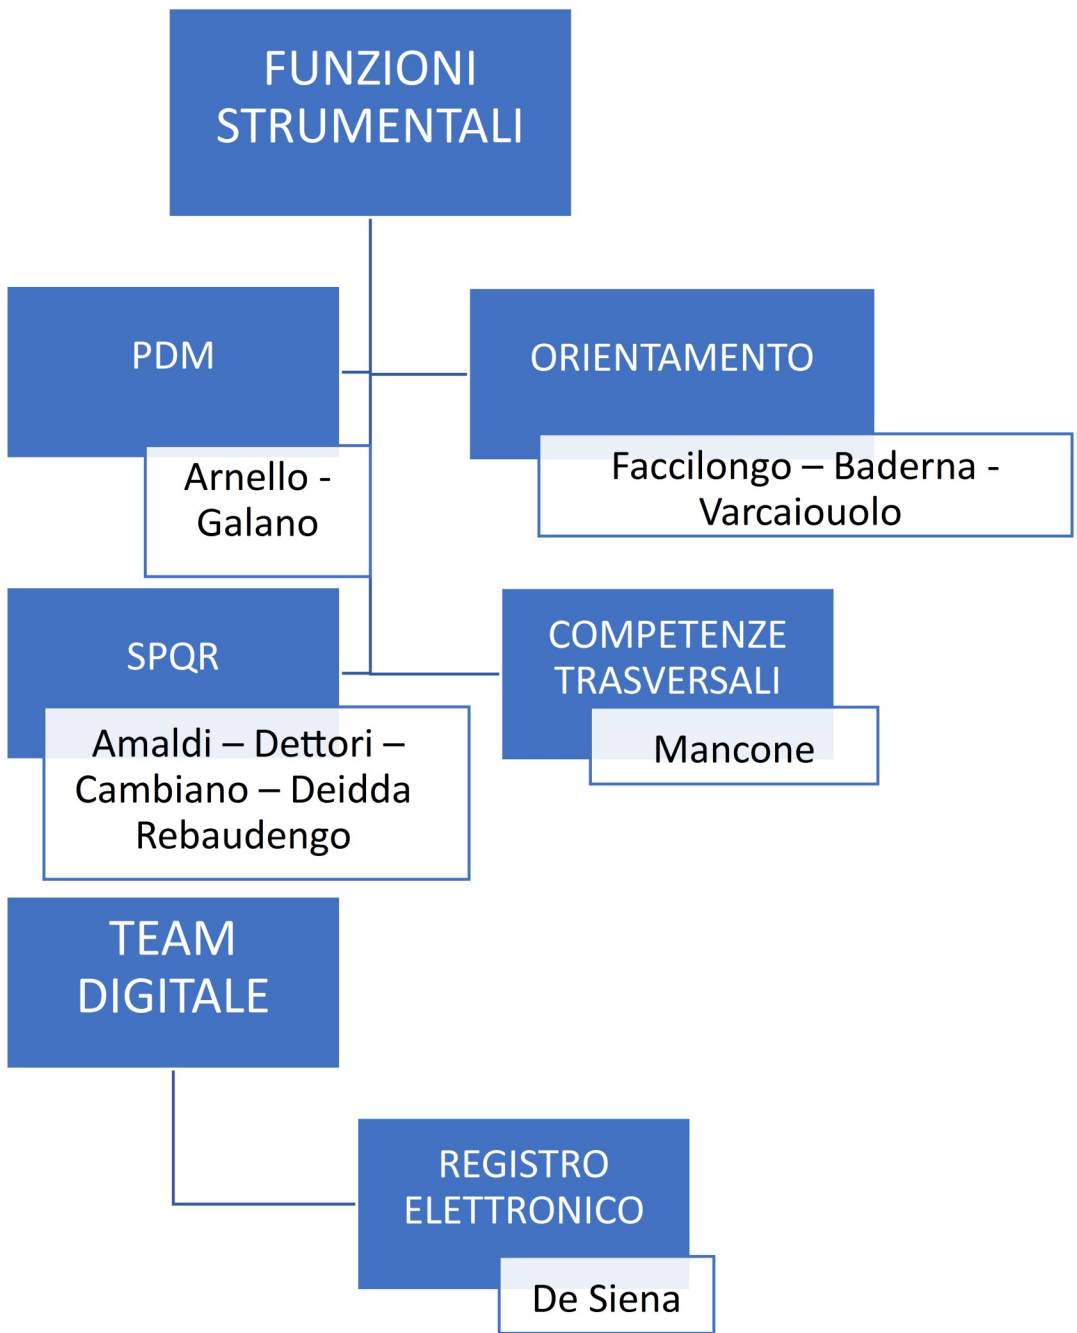 FUNZIONI
STRUMENTALI
PDM
Arnello -
Galano
ORIENTAMENTO
Faccilongo – Baderna -
Varcaiouolo
SPQR
Amaldi – Dettori –
Cambiano – Deidda
Rebaudengo
COMPETENZE
TRASVERSALI
Mancone
TEAM
DIGITALE
REGISTRO
ELETTRONICO
De Siena